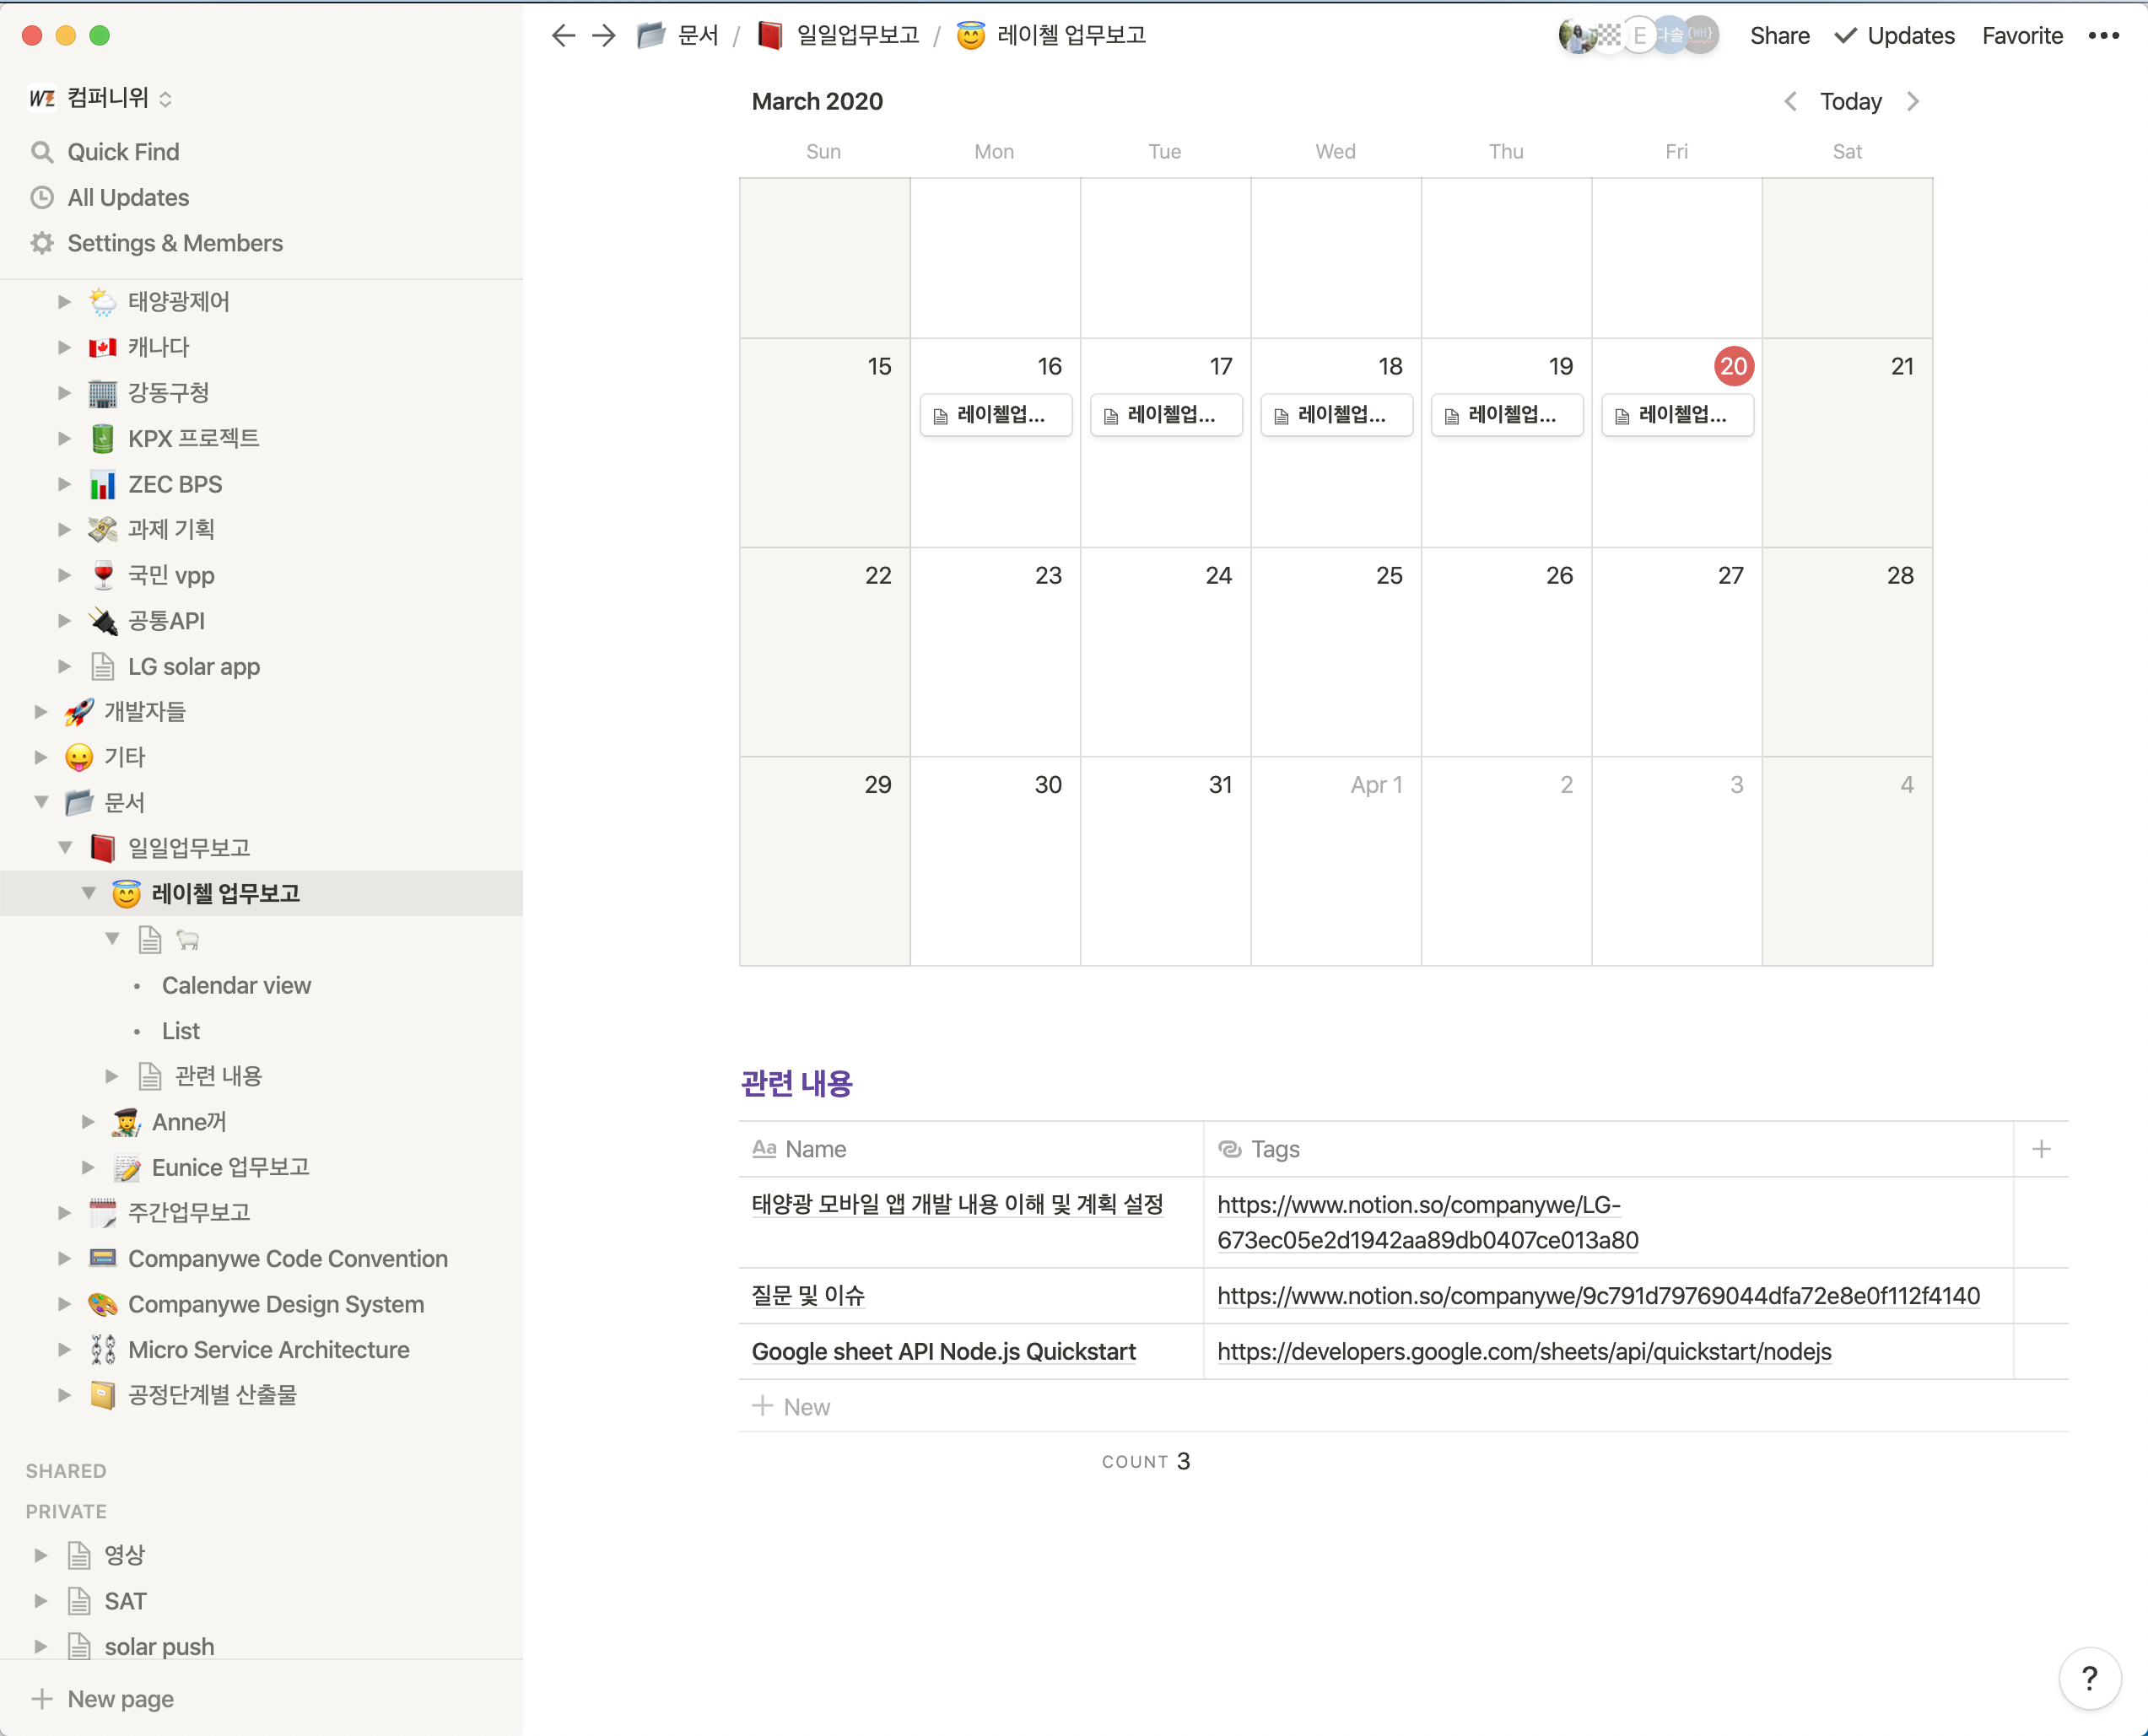 문서 / 일일업무보고 / 레이첼 업무보고
E 다솔 {WH} Share Updates Favorite
컴퍼니위
Quick Find
All Updates
Settings & Members
태양광제어
캐나다
강동구청
KPX 프로젝트
ZEC BPS
과제 기획
국민 vpp
공통API
LG solar app
개발자들
기타
문서
일일업무보고
레이첼 업무보고
Calendar view
List
관련 내용
Anne꺼
Eunice 업무보고
주간업무보고
Companywe Code Convention
Companywe Design System
Micro Service Architecture
공정단계별 산출물
SHARED
PRIVATE
영상
SAT
solar push
New page
March 2020
Today
Sun Mon Tue Wed Thu Fri Sat
15 16 17 18 19 20 21
레이첼업... 레이첼업... 레이첼업... 레이첼업... 레이첼업...
22 23 24 25 26 27 28
29 30 31 Apr 1 2 3 4
관련 내용
Aa Name Tags
태양광 모바일 앱 개발 내용 이해 및 계획 설정 https://www.notion.so/companywe/LG-
673ec05e2d1942aa89db0407ce013a80
질문 및 이슈 https://www.notion.so/companywe/9c791d79769044dfa72e8e0f112f4140
Google sheet API Node.js Quickstart https://developers.google.com/sheets/api/quickstart/nodejs
New
COUNT 3
?